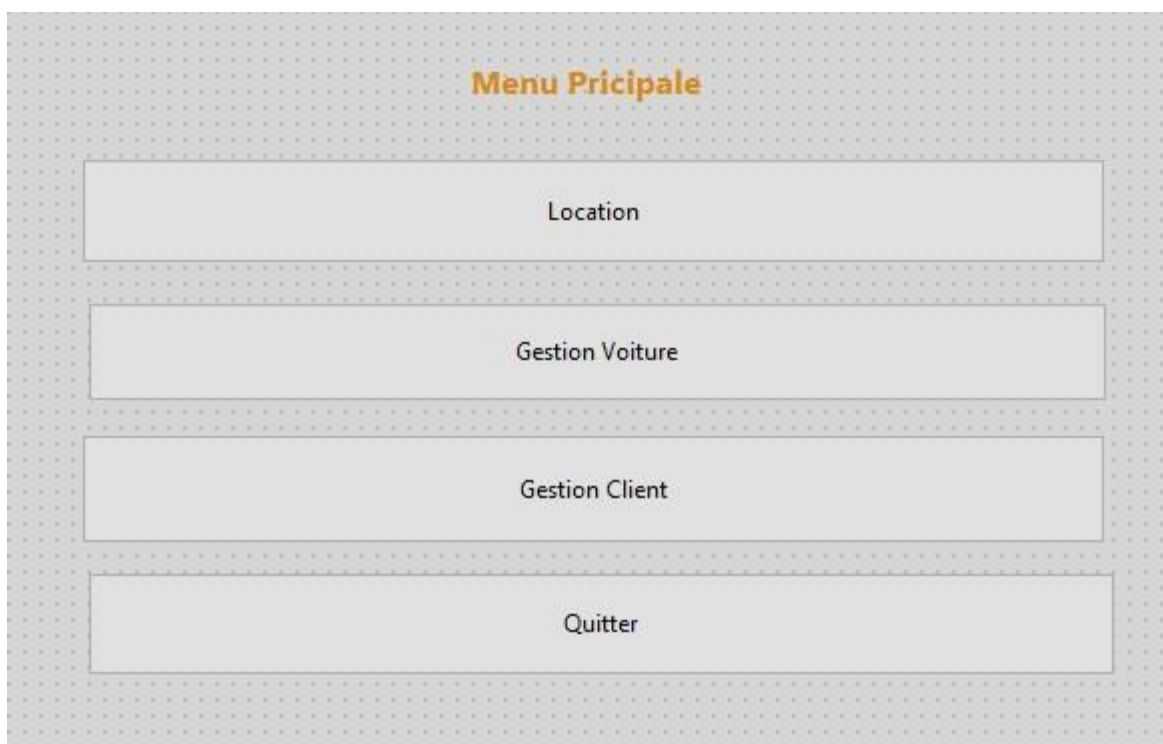 Menu Pricipale
Location
Gestion Voiture
Gestion Client
Quitter